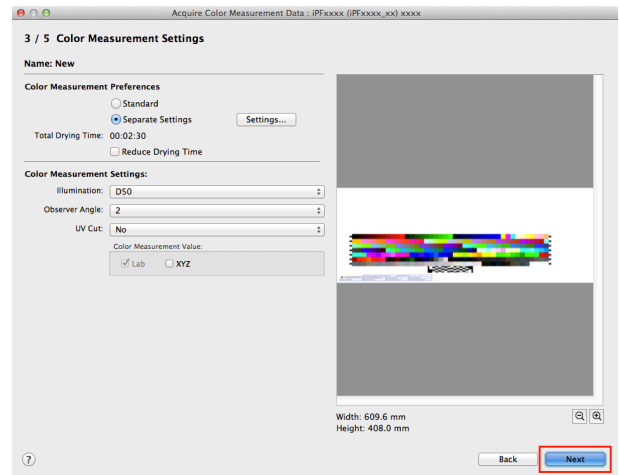 Acquire Color Measurement Data : iPFxxxx (iPFxxxx_xx) xxxx
3 / 5 Color Measurement Settings
Name: New
Color Measurement Preferences
Standard
Separate Settings
Settings...
Total Drying Time: 00:02:30
Reduce Drying Time
Color Measurement Settings:
Illumination: D50
Observer Angle: 2
UV Cut: No
Color Measurement Value:
Lab XYZ
Width: 609.6 mm
Height: 408.0 mm
?
Back Next